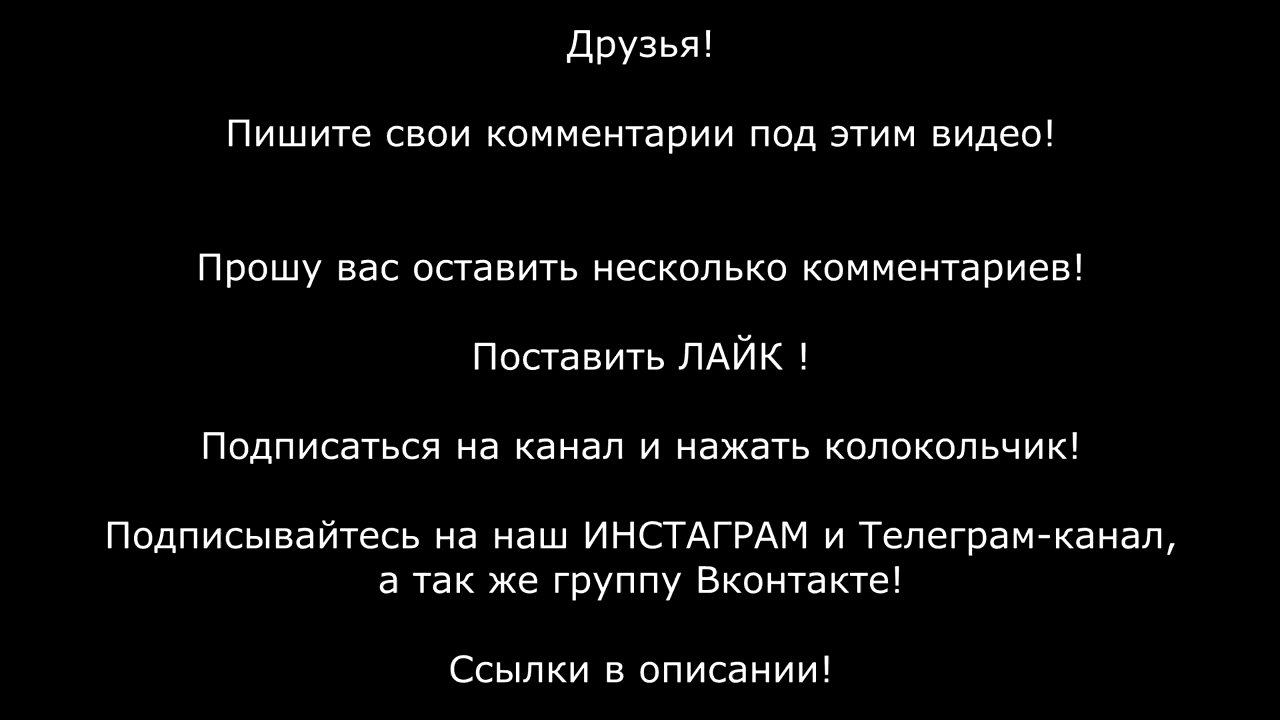 Друзья!
Пишите свои комментарии под этим видео!
Прошу вас оставить несколько комментариев!
Поставить ЛАЙК !
Подписаться на канал и нажать колокольчик!
Подписывайтесь на наш ИНСТАГРАМ и Телеграм-канал,
а так же группу Вконтакте!
Ссылки в описании!